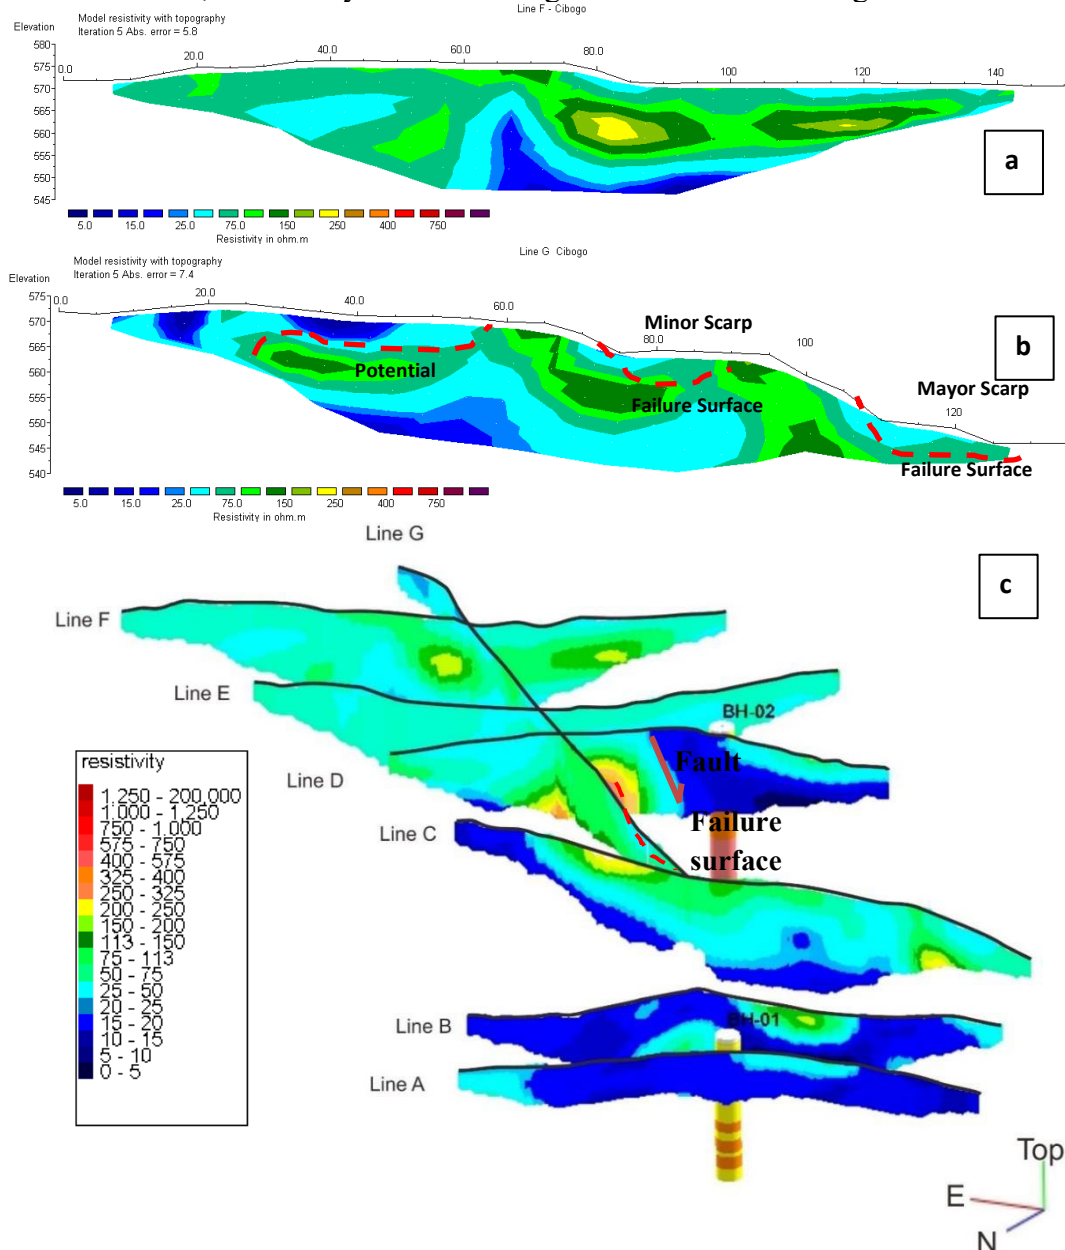 Line F - Cibogo
Model resistivity with topography
Iteration 5 Abs. error = 5.8
Elevation
580
575
570
565
560
555
550
545
0.0 20.0 40.0 60.0 80.0 100 120 140
a
5.0 15.0 25.0 75.0 150 250 400 750
Resistivity in ohm.m
Line G Cibogo
Model resistivity with topography
Iteration 5 Abs. error = 7.4
Elevation
575
570
565
560
555
550
545
540
0.0 20.0 40.0 60.0 80.0 100 120
Minor Scarp
b
Potential
Mayor Scarp
Failure Surface
Failure Surface
5.0 15.0 25.0 75.0 150 250 400 750
Resistivity in ohm.m
Line G
c
Line F
Line E
BH-02
Line D
Fault
Failure
surface
Line C
resistivity
1.250 - 200.000
1.000 - 1.250
750 - 1.000
575 - 750
400 - 575
325 - 400
250 - 325
200 - 250
150 - 200
113 - 150
75 - 113
50 - 75
25 - 50
20 - 25
15 - 20
10 - 15
5 - 10
0 - 5
Line B
BH-01
Line A
Top
E
N